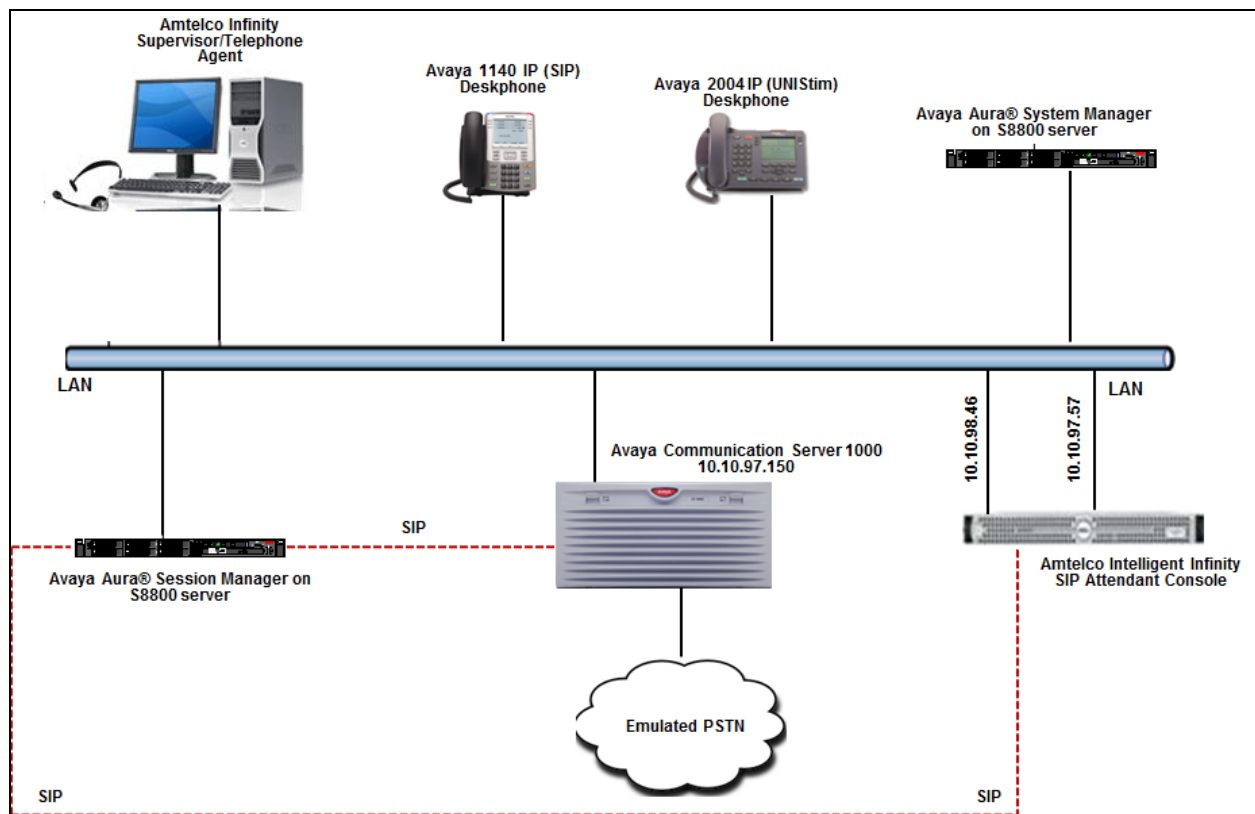 Amtelco Infinity
Supervisor/Telephone
Agent
Avaya 1140 IP (SIP)
Deskphone
Avaya 2004 IP (UNIStim)
Deskphone
Avaya Aura® System Manager
on S8800 server
LAN
LAN
10.10.98.46
10.10.97.57
Avaya Communication Server 1000
10.10.97.150
SIP
Avaya Aura® Session Manager on
S8800 server
Amtelco Intelligent Infinity
SIP Attendant Console
Emulated PSTN
SIP
SIP